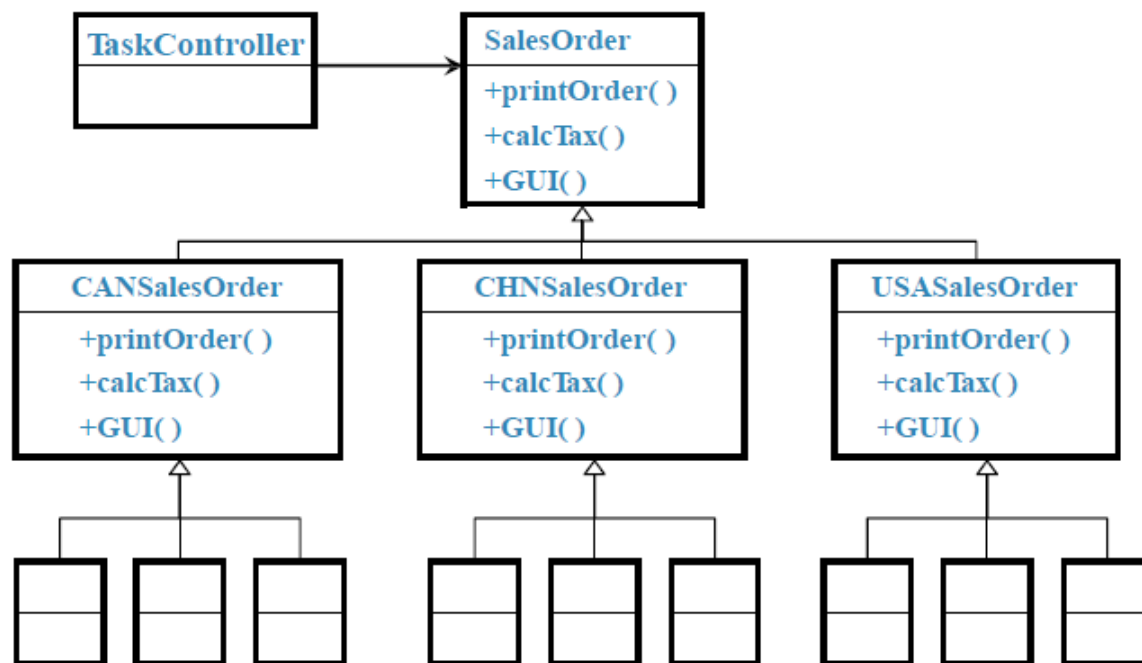 TaskController
SalesOrder
+printOrder( )
+calcTax( )
+GUI( )
CANSalesOrder
+printOrder( )
+calcTax( )
+GUI( )
CHNSalesOrder
+printOrder( )
+calcTax( )
+GUI( )
USASalesOrder
+printOrder( )
+calcTax( )
+GUI( )